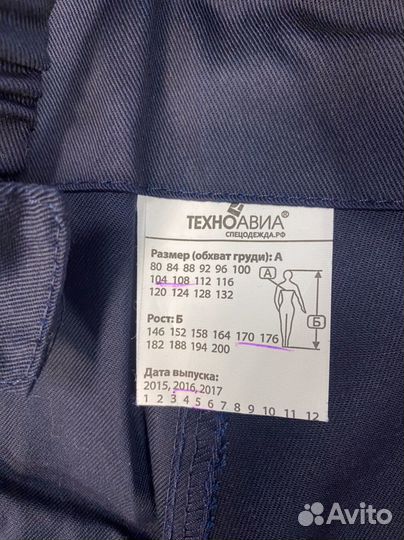 ТЕХНОАВИА®
СПЕЦОДЕЖДА.РФ
Размер (обхват груди): А
80 84 88 92 96 100
104 108 112 116
120 124 128 132
А
Б
Рост: Б
146 152 158 164 170 176
182 188 194 200
Дата выпуска:
2015, 2016, 2017
1 2 3 4 5 6 7 8 9 10 11 12
Avito